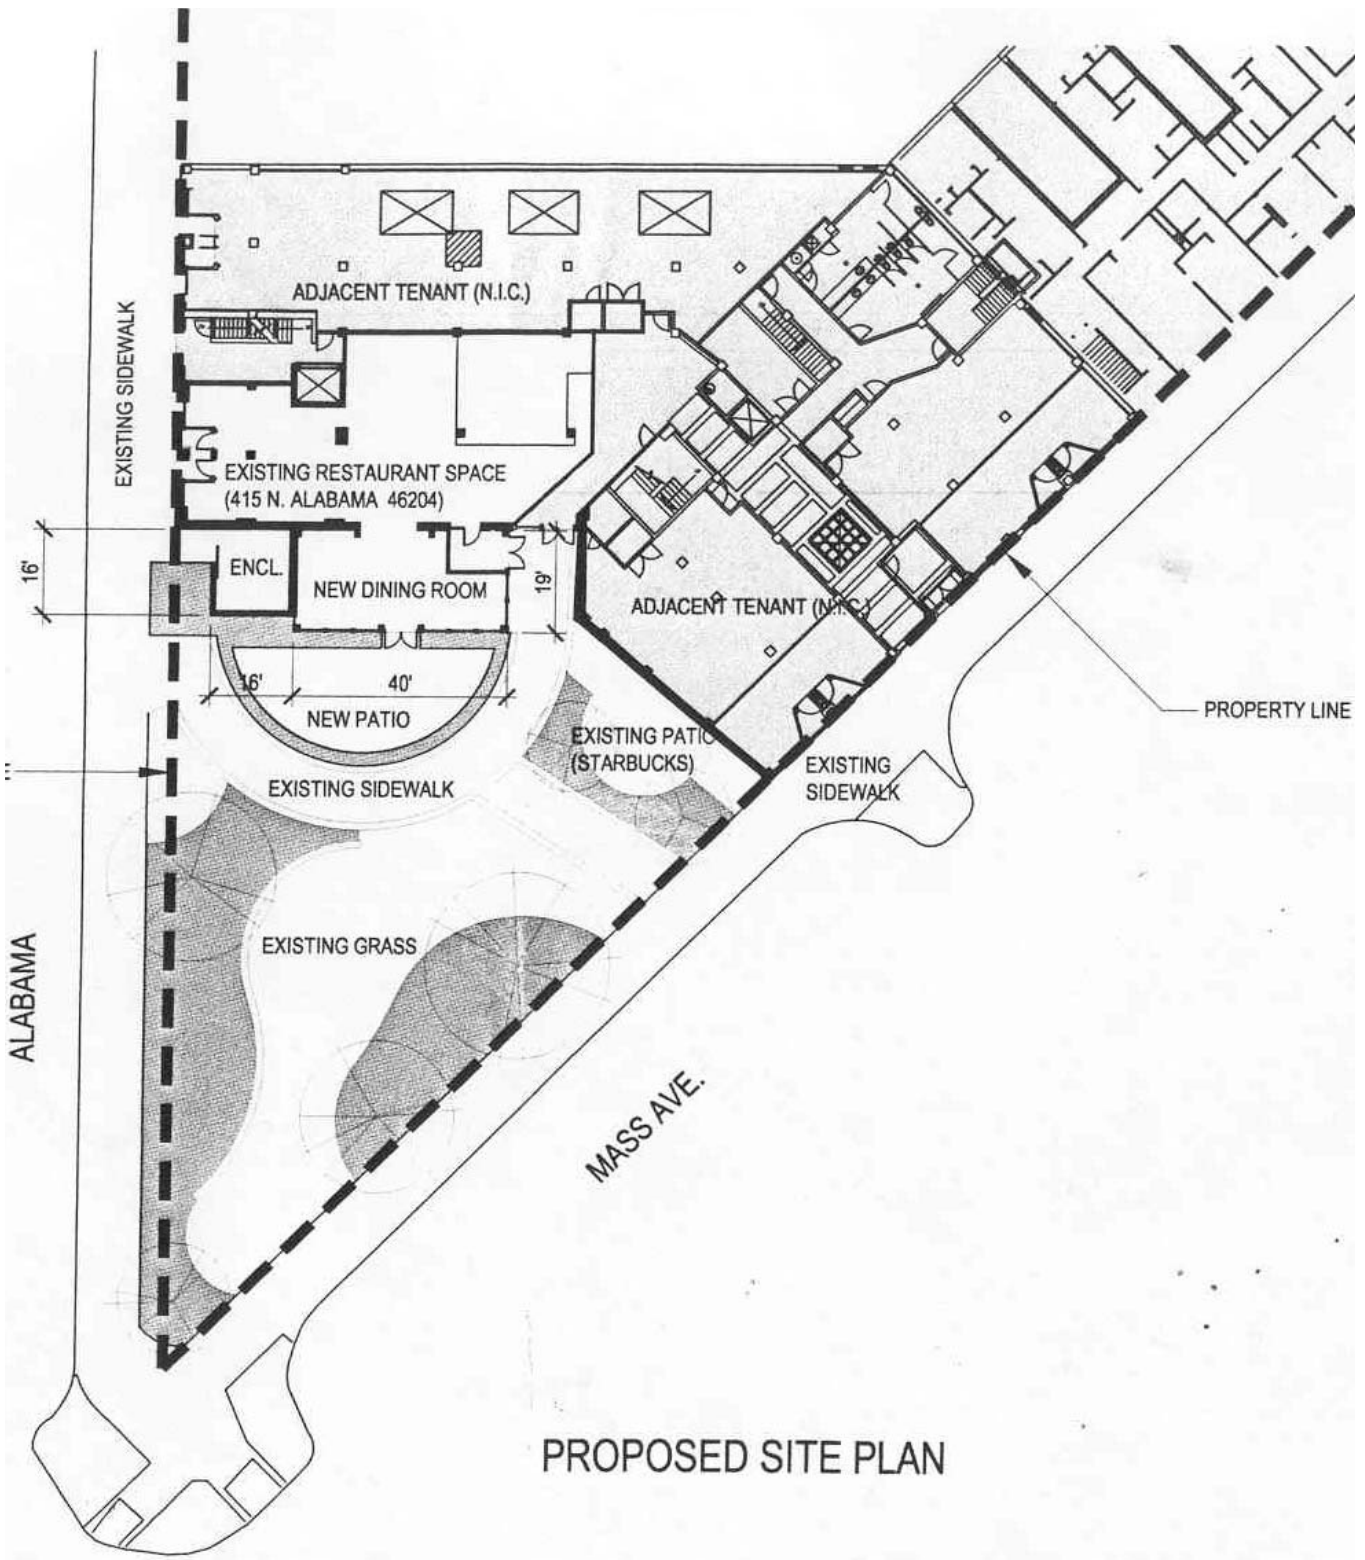 ADJACENT TENANT (N.I.C.)
EXISTING SIDEWALK
EXISTING RESTAURANT SPACE
(415 N. ALABAMA 46204)
16'
ENCL.
NEW DINING ROOM
19'
ADJACENT TENANT (N.I.C.)
16'
40'
NEW PATIO
PROPERTY LINE
EXISTING PATIO
(STARBUCKS)
EXISTING
SIDEWALK
EXISTING SIDEWALK
EXISTING GRASS
ALABAMA
MASS AVE.
PROPOSED SITE PLAN